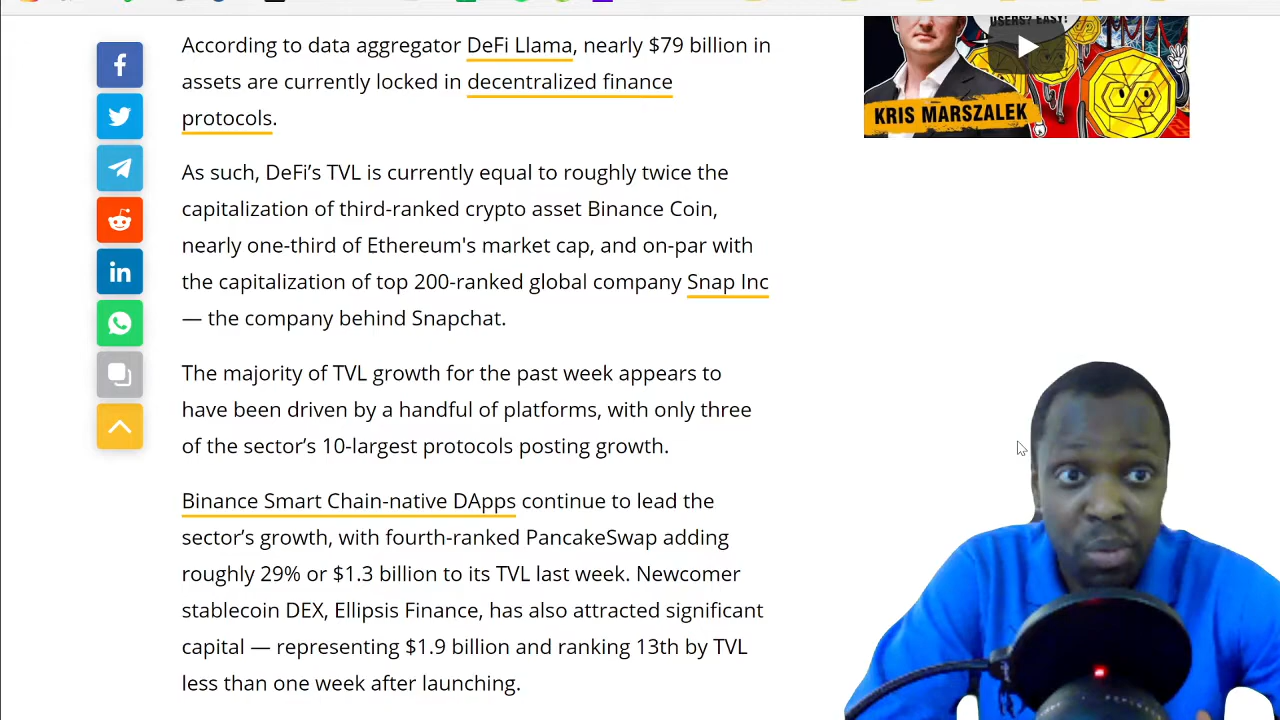 According to data aggregator DeFi Llama, nearly $79 billion in
assets are currently locked in decentralized finance
protocols.
As such, DeFi's TVL is currently equal to roughly twice the
capitalization of third-ranked crypto asset Binance Coin,
nearly one-third of Ethereum's market cap, and on-par with
the capitalization of top 200-ranked global company Snap Inc
— the company behind Snapchat.
The majority of TVL growth for the past week appears to
have been driven by a handful of platforms, with only three
of the sector's 10-largest protocols posting growth.
Binance Smart Chain-native DApps continue to lead the
sector's growth, with fourth-ranked PancakeSwap adding
roughly 29% or $1.3 billion to its TVL last week. Newcomer
stablecoin DEX, Ellipsis Finance, has also attracted significant
capital — representing $1.9 billion and ranking 13th by TVL
less than one week after launching.
USERS? EASY!
KRIS MARSZALEK
f
in